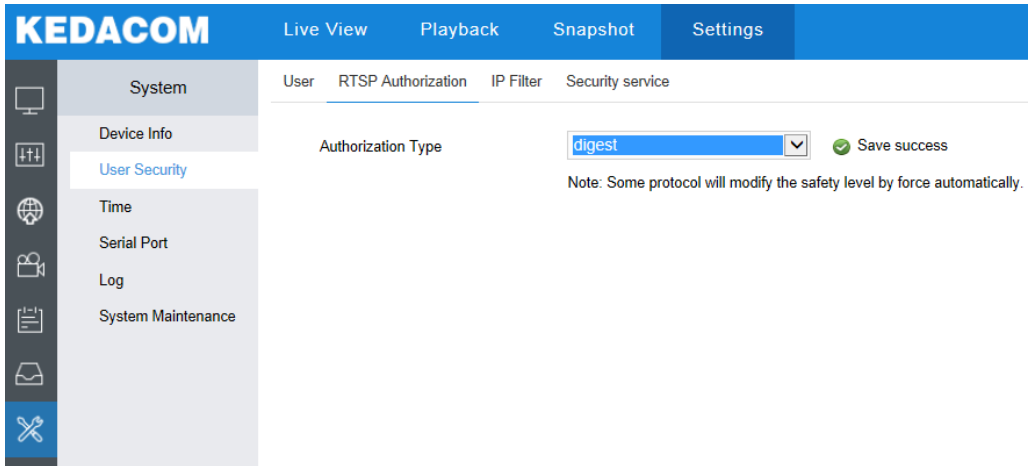 KEDACOM Live View Playback Snapshot Settings
System
Device Info
User Security
Time
Serial Port
Log
System Maintenance
User RTSP Authorization IP Filter Security service
Authorization Type digest Save success
Note: Some protocol will modify the safety level by force automatically.